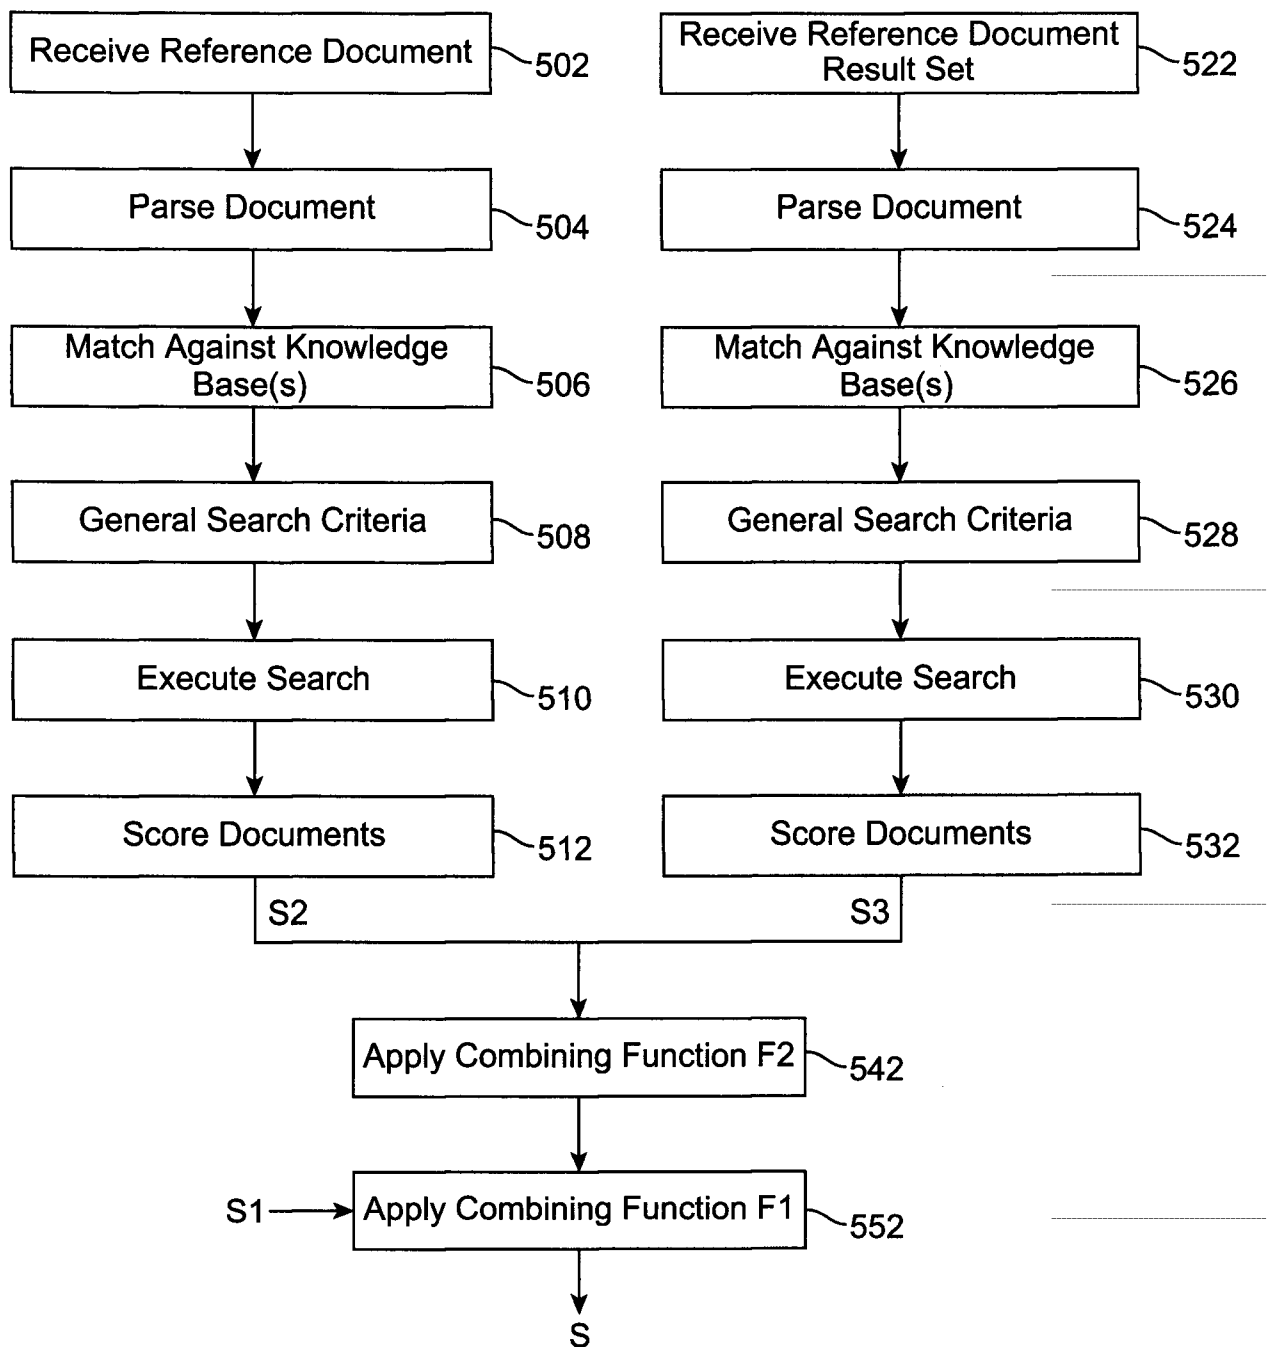 Receive Reference Document
502
Receive Reference Document
Result Set
522
Parse Document
504
Parse Document
524
Match Against Knowledge
Base(s)
506
Match Against Knowledge
Base(s)
526
General Search Criteria
508
General Search Criteria
528
Execute Search
510
Execute Search
530
Score Documents
512
Score Documents
532
S2
S3
Apply Combining Function F2
542
S1
Apply Combining Function F1
552
S